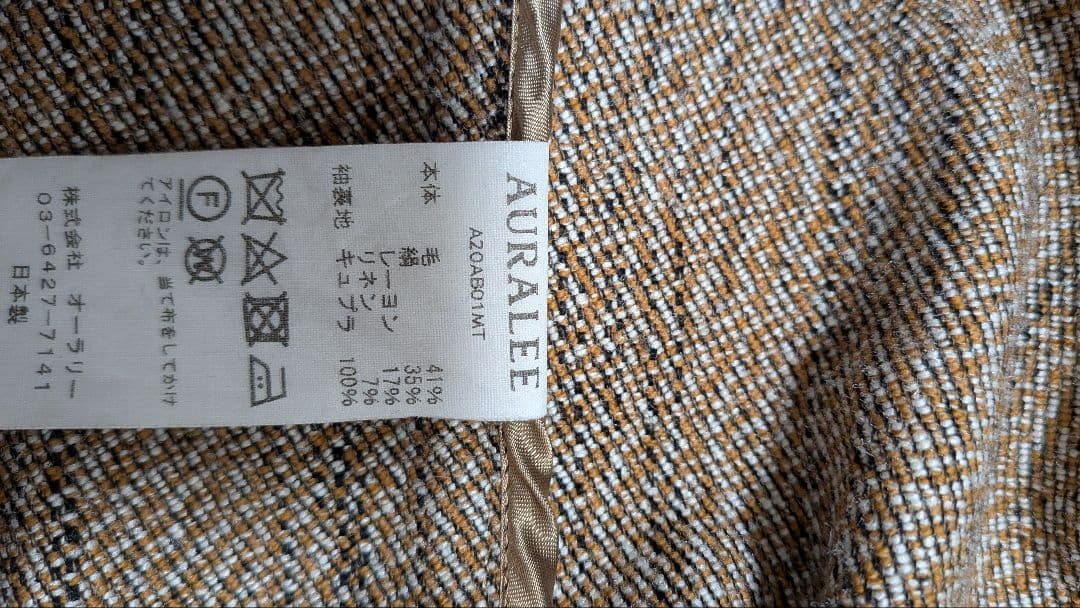 AURALEE
A20AB01MT
本体 毛 41%
絹 35%
レーヨン 17%
リネン 7%
袖裏地 キュプラ 100%
F
W
アイロンは、当て布をしてかけ
てください。
株式会社 オーラリー
03-6427-7141
日本製